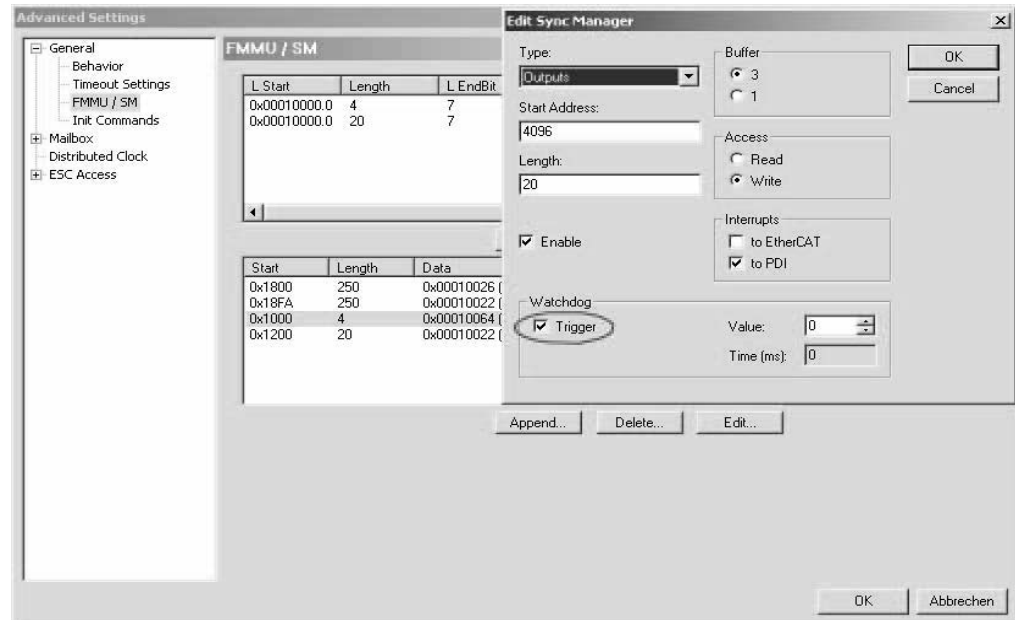 Advanced Settings
General
Behavior
Timeout Settings
FMMU / SM
Init Commands
Mailbox
Distributed Clock
ESC Access
FMMU / SM
L Start Length L EndBit
0x00010000.0 4 7
0x00010000.0 20 7
Start Length Data
0x1800 250 0x00010026 (
0x18FA 250 0x00010022 (
0x1000 4 0x00010064 (
0x1200 20 0x00010022 (
Append... Delete... Edit...
OK Abbrechen
Edit Sync Manager
Type:
Outputs
Start Address:
4096
Length:
20
Enable
Buffer
3
1
Access
Read
Write
Interrupts
to EtherCAT
to PDI
Watchdog
Trigger
Value: 0
Time (ms): 0
OK
Cancel